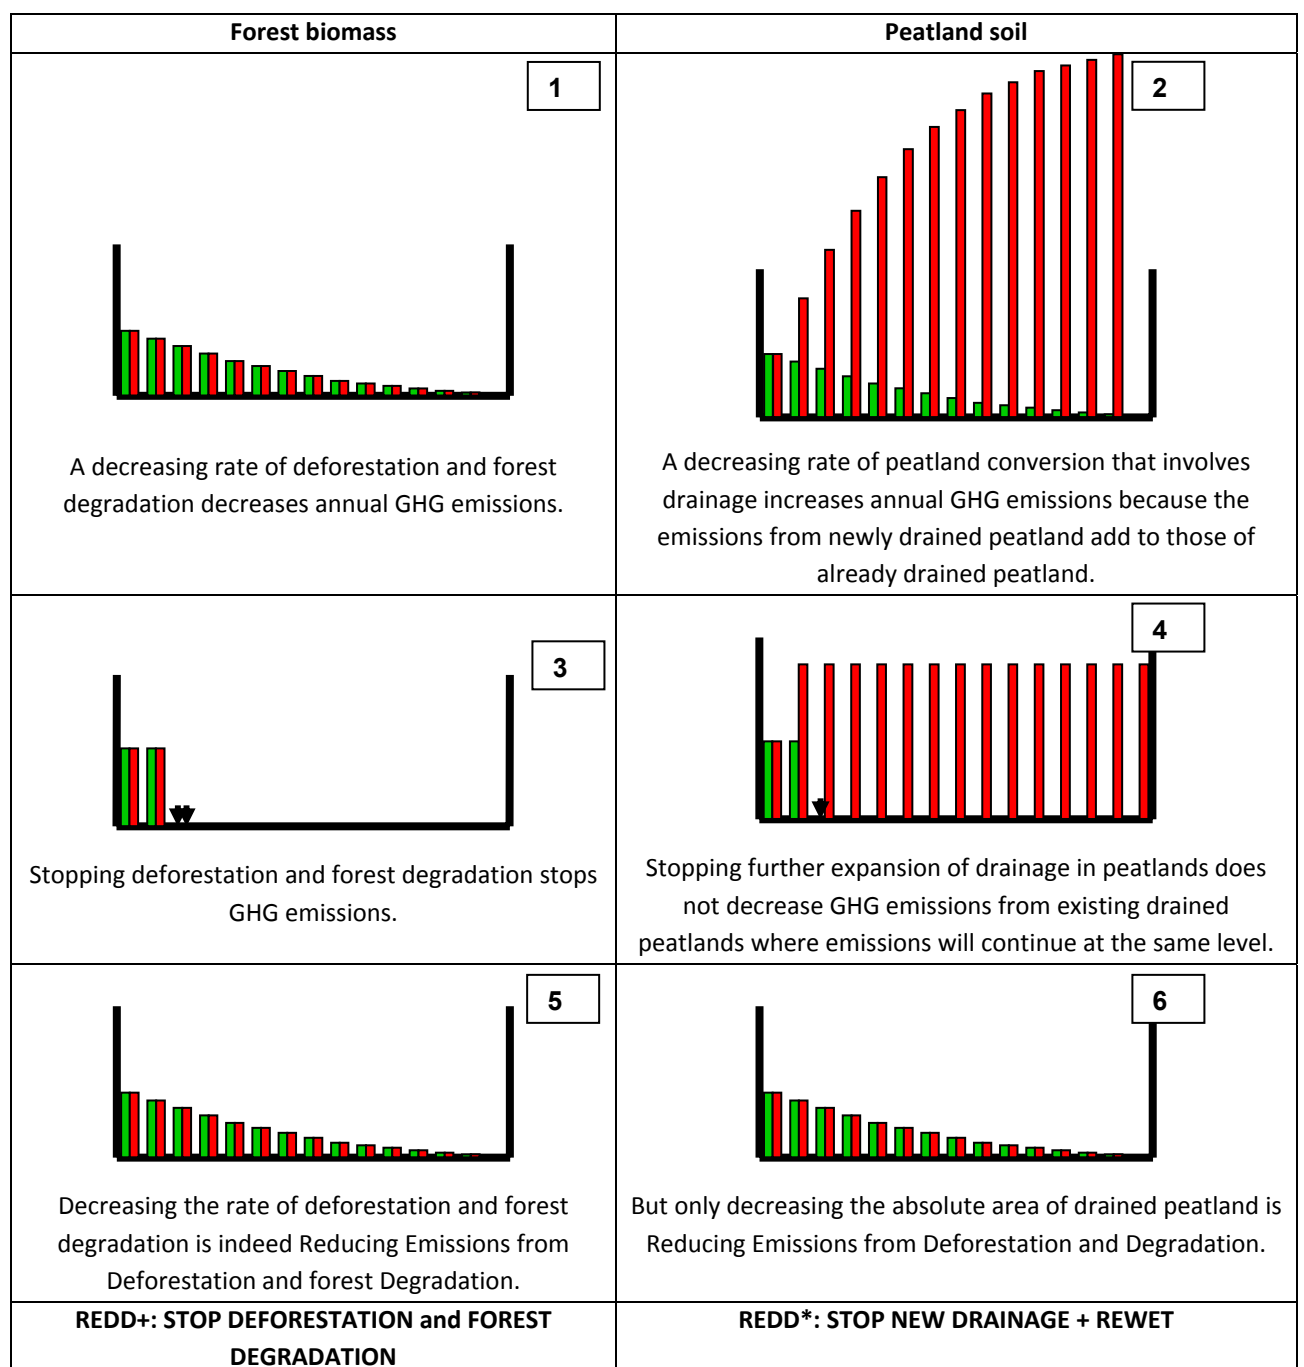 Forest biomass
Peatland soil
1
2
A decreasing rate of deforestation and forest
degradation decreases annual GHG emissions.
A decreasing rate of peatland conversion that involves
drainage increases annual GHG emissions because the
emissions from newly drained peatland add to those of
already drained peatland.
3
4
Stopping deforestation and forest degradation stops
GHG emissions.
Stopping further expansion of drainage in peatlands does
not decrease GHG emissions from existing drained
peatlands where emissions will continue at the same level.
5
6
Decreasing the rate of deforestation and forest
degradation is indeed Reducing Emissions from
Deforestation and forest Degradation.
But only decreasing the absolute area of drained peatland is
Reducing Emissions from Deforestation and Degradation.
REDD+: STOP DEFORESTATION and FOREST
DEGRADATION
REDD*: STOP NEW DRAINAGE + REWET